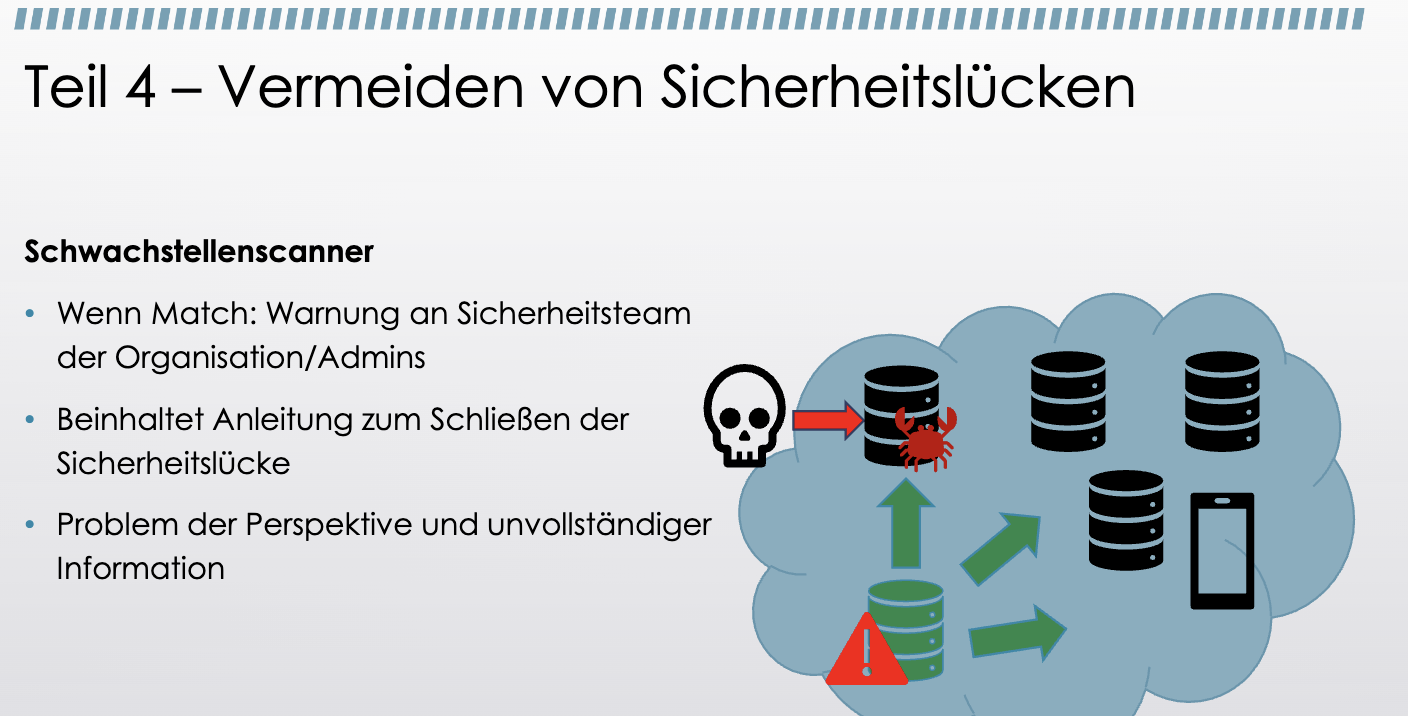 Teil 4 – Vermeiden von Sicherheitslücken
Schwachstellenscanner
• Wenn Match: Warnung an Sicherheitsteam
der Organisation/Admins
• Beinhaltet Anleitung zum Schließen der
Sicherheitslücke
• Problem der Perspektive und unvollständiger
Information